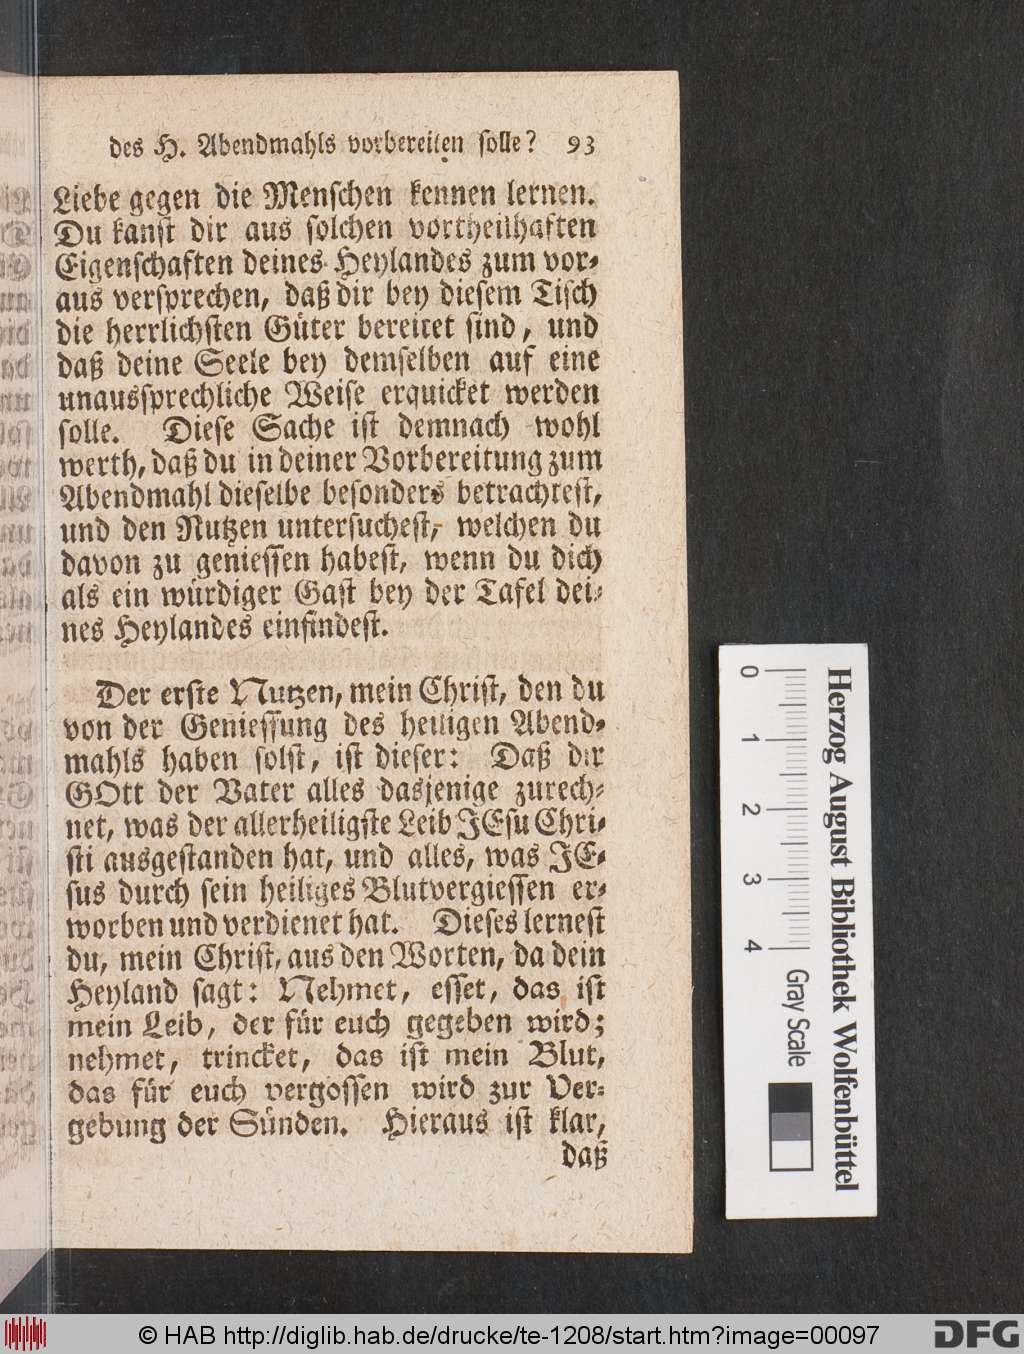 des H. Abendmahls vorbereiten solle? 93
Liebe gegen die Menschen kennen lernen.
Du kanst dir aus solchen vortheilhaften
Eigenschaften deines Heylandes zum vor-
aus versprechen, daß dir bey diesem Tisch
die herrlichsten Güter bereitet sind, und
daß deine Seele bey demselben auf eine
unaussprechliche Weise erquicket werden
solle. Diese Sache ist demnach wohl
werth, daß du in deiner Vorbereitung zum
Abendmahl dieselbe besonders betrachtest,
und den Nutzen untersuchest, welchen du
davon zu geniessen habest, wenn du dich
als ein würdiger Gast bey der Tafel dei-
nes Heylandes einfindest.
Der erste Nutzen, mein Christ, den du
von der Geniessung des heiligen Abend-
mahls haben solst, ist dieser: Daß dir
GOtt der Vater alles dasjenige zurech-
net, was der allerheiligste Leib JEsu Chri-
sti ausgestanden hat, und alles, was JE-
sus durch sein heiliges Blutvergiessen er-
worben und verdienet hat. Dieses lernest
du, mein Christ, aus den Worten, da dein
Heyland sagt: Nehmet, esset, das ist
mein Leib, der für euch gegeben wird;
nehmet, trincket, das ist mein Blut,
das für euch vergossen wird zur Ver-
gebung der Sünden. Hieraus ist klar,
daß
0 1 2 3 4 Gray Scale
Herzog August Bibliothek Wolfenbüttel
© HAB http://diglib.hab.de/drucke/te-1208/start.htm?image=00097
DFG